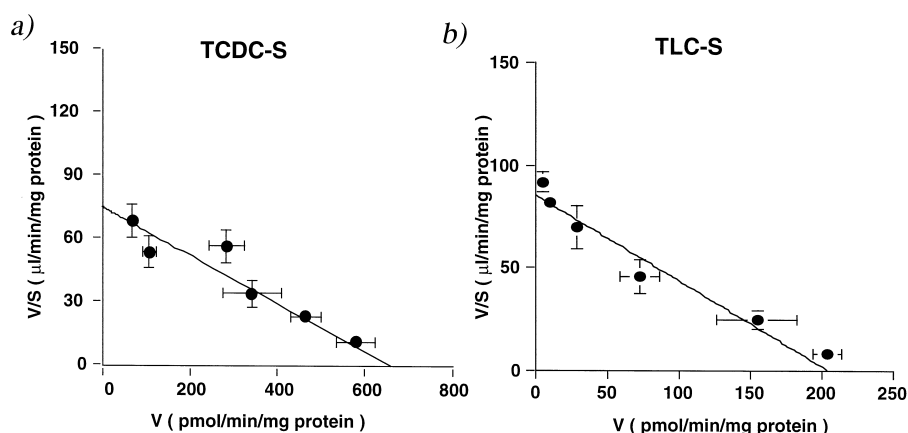 a)
TCDC-S
150
120
90
60
30
0
V/S ( μl/min/mg protein )
0 200 400 600 800
V ( pmol/min/mg protein )
b)
TLC-S
150
100
50
0
V/S ( μl/min/mg protein )
0 50 100 150 200 250
V ( pmol/min/mg protein )